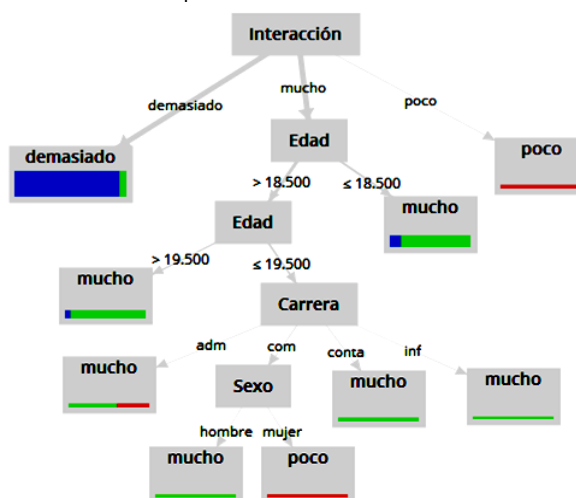 Interacción
demasiado
mucho
poco
demasiado
Edad
poco
> 18.500
≤ 18.500
Edad
mucho
> 19.500
≤ 19.500
mucho
Carrera
adm
com
conta
inf
mucho
Sexo
mucho
mucho
hombre
mujer
mucho
poco